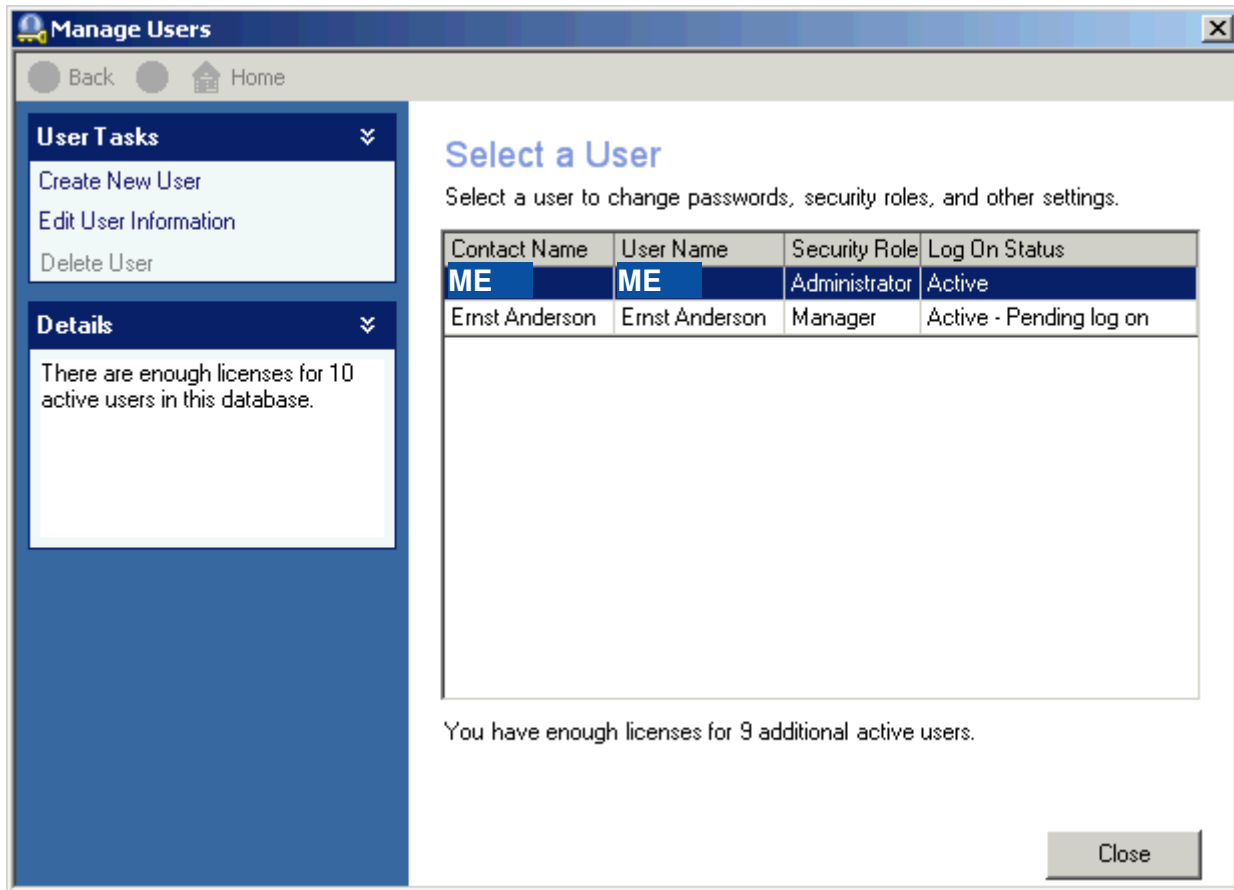 Manage Users
Back Home
User Tasks
Create New User
Edit User Information
Delete User
Details
There are enough licenses for 10
active users in this database.
Select a User
Select a user to change passwords, security roles, and other settings.
Contact Name User Name Security Role Log On Status
ME ME Administrator Active
Ernst Anderson Ernst Anderson Manager Active - Pending log on
You have enough licenses for 9 additional active users.
Close